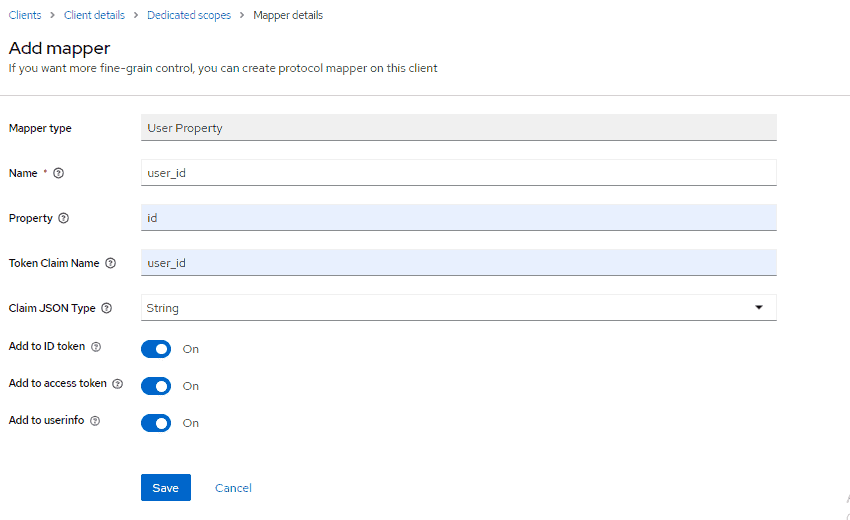 Clients > Client details > Dedicated scopes > Mapper details
Add mapper
If you want more fine-grain control, you can create protocol mapper on this client
Mapper type User Property
Name * user_id
Property id
Token Claim Name user_id
Claim JSON Type String
Add to ID token On
Add to access token On
Add to userinfo On
Save Cancel